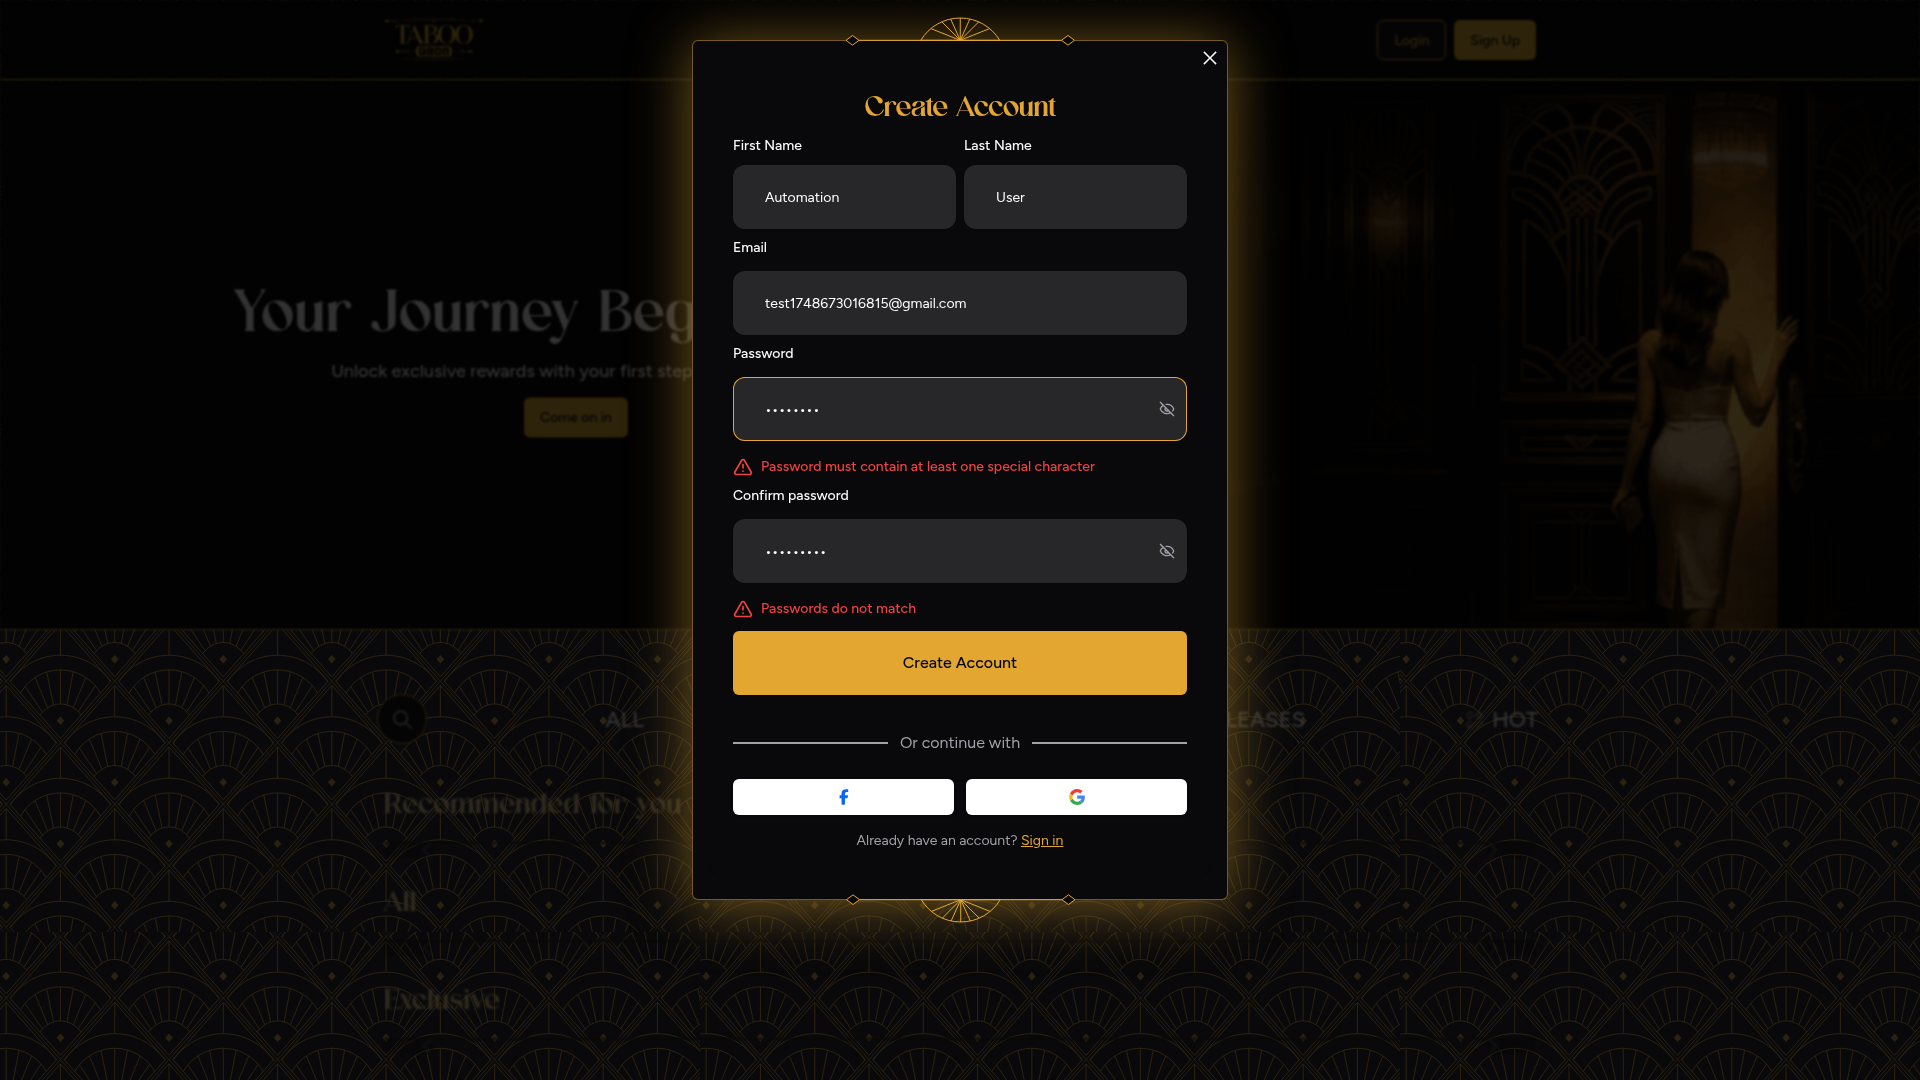 TABOO
Login
Sign Up
Create Account
First Name
Last Name
Automation
User
Email
test1748673016815@gmail.com
Your Journey Beg
Password
Unlock exclusive rewards with your first step
••••••••
Come on in
Password must contain at least one special character
Confirm password
•••••••••
Passwords do not match
Create Account
ALL
LEASES
HOT
Or continue with
Recommended for you
Already have an account? Sign in
All
Exclusive